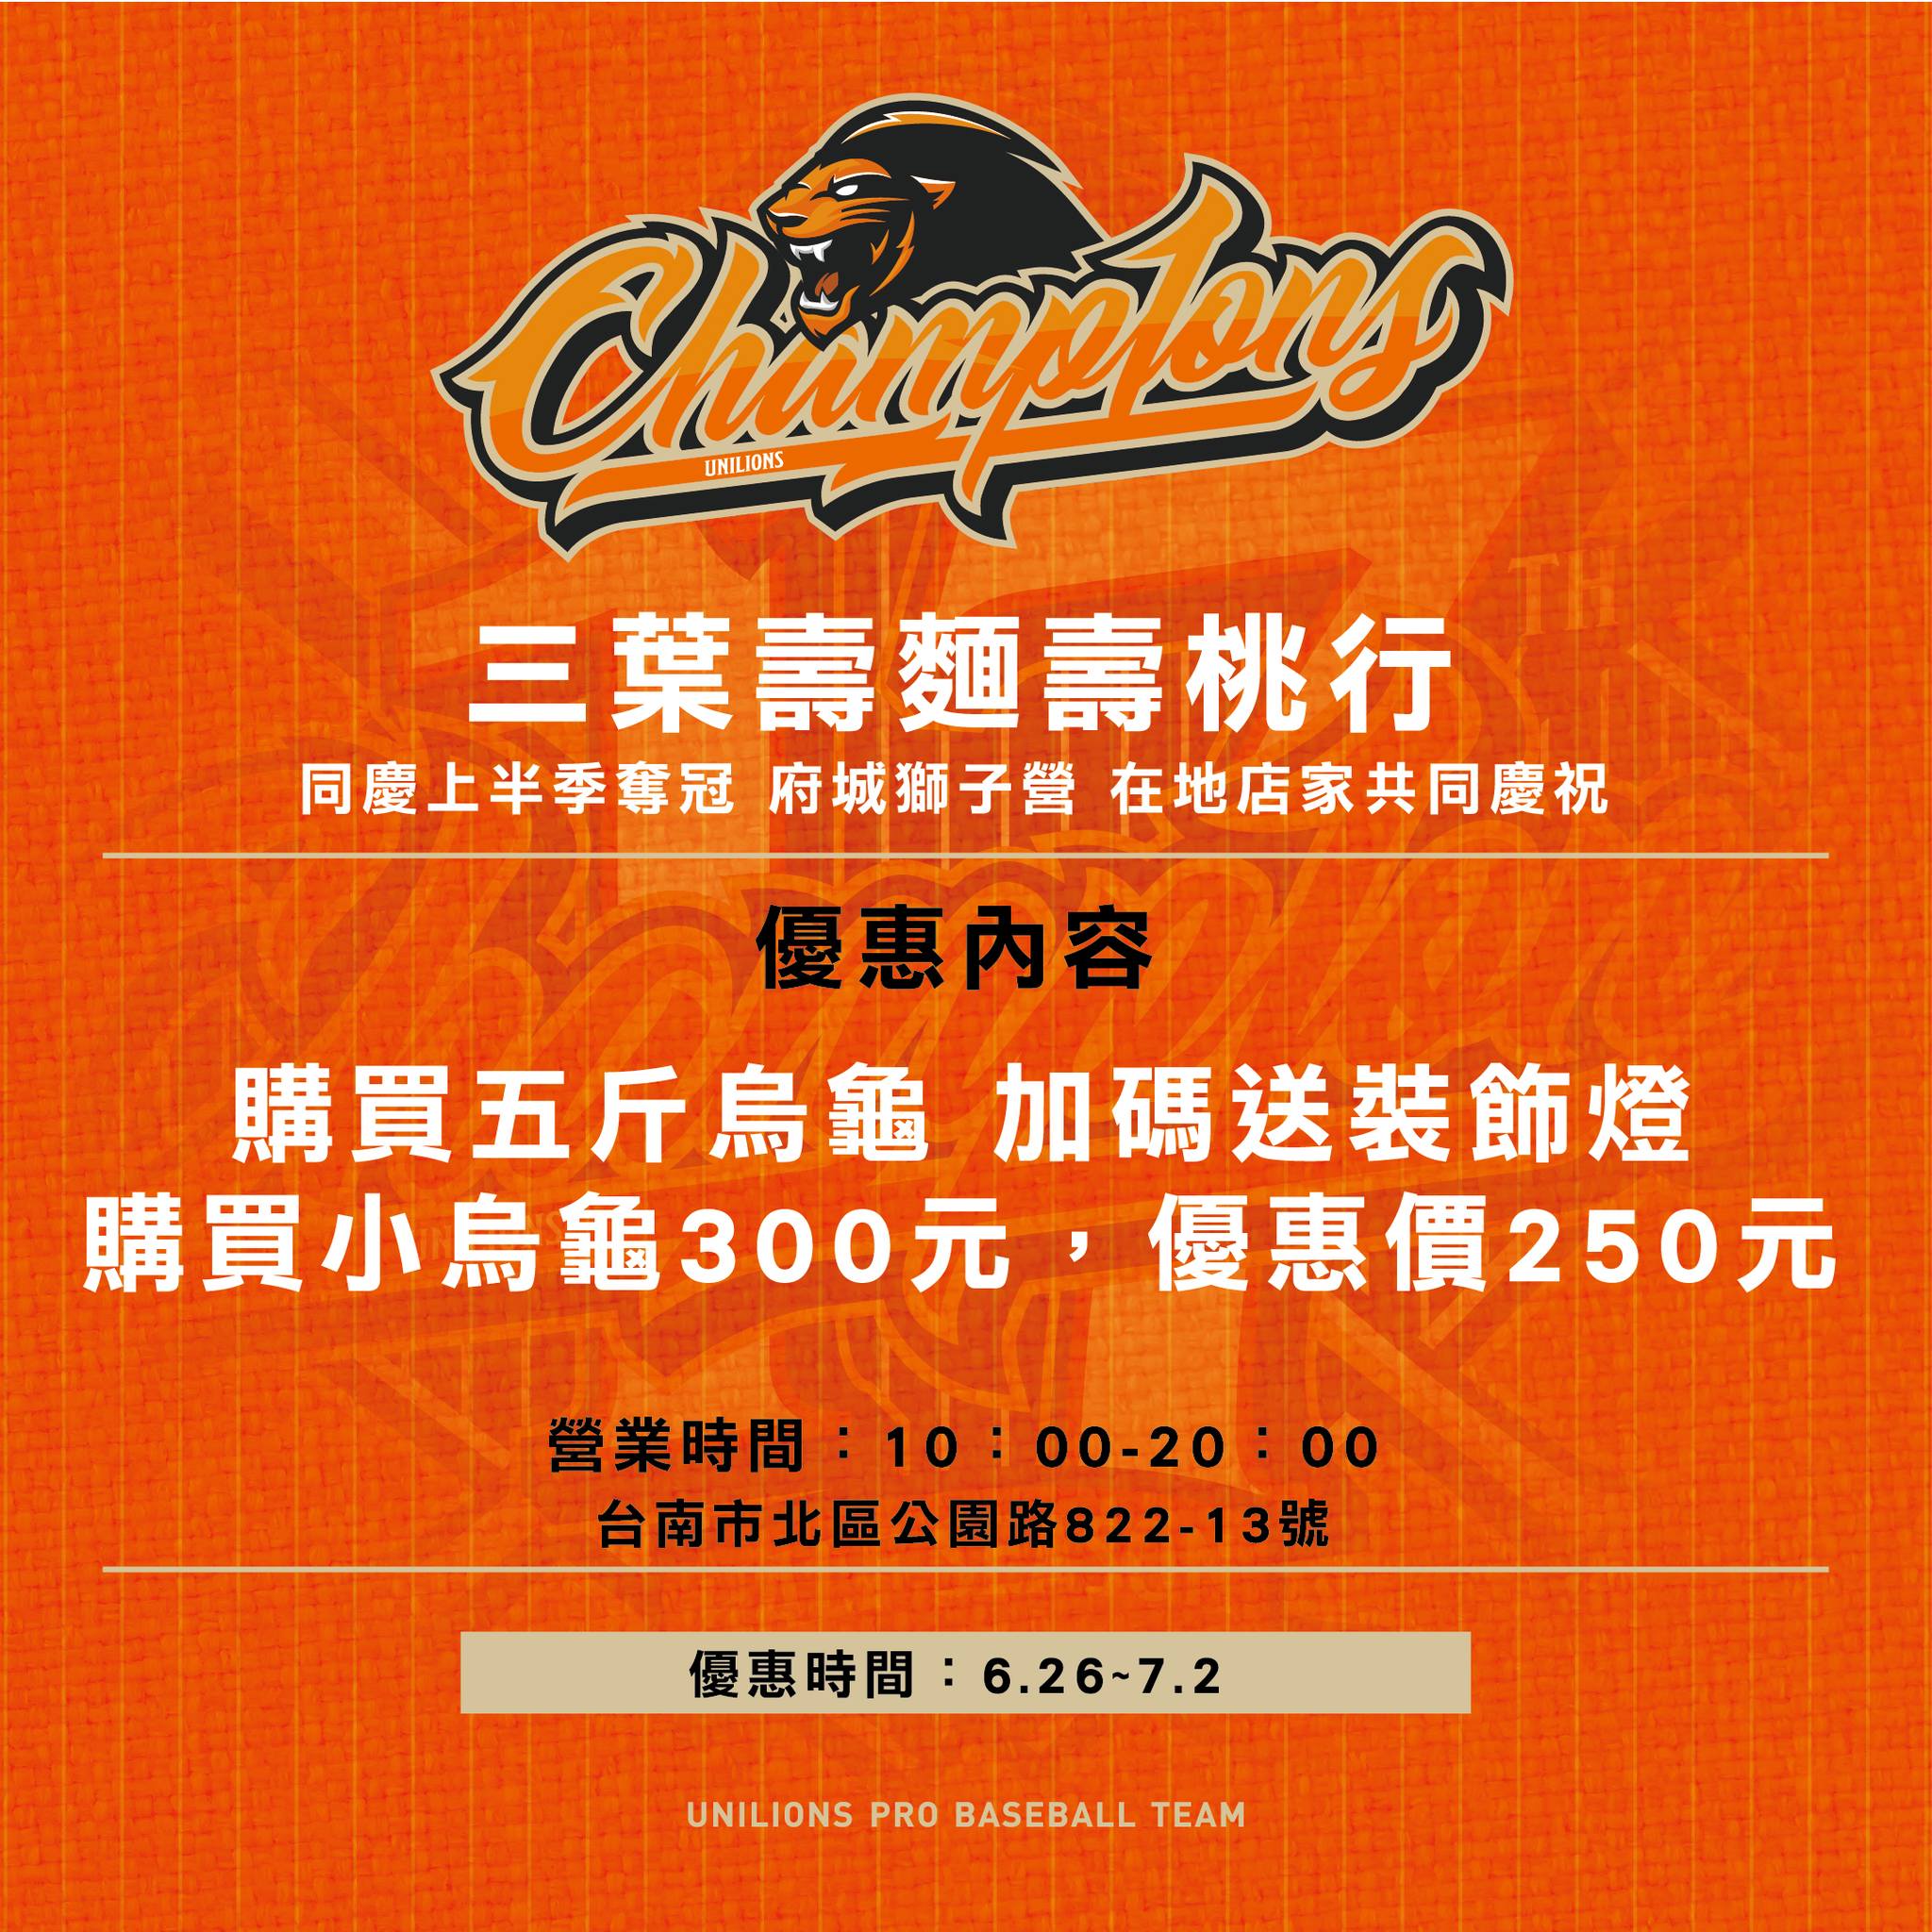 Champ1ons
UNILIONS
三葉壽麵壽桃行
同慶上半季奪冠 府城獅子營 在地店家共同慶祝
優惠內容
購買五斤烏龜 加碼送裝飾燈
購買小烏龜300元，優惠價250元
營業時間：10：00-20：00
台南市北區公園路822-13號
優惠時間：6.26~7.2
UNILIONS PRO BASEBALL TEAM